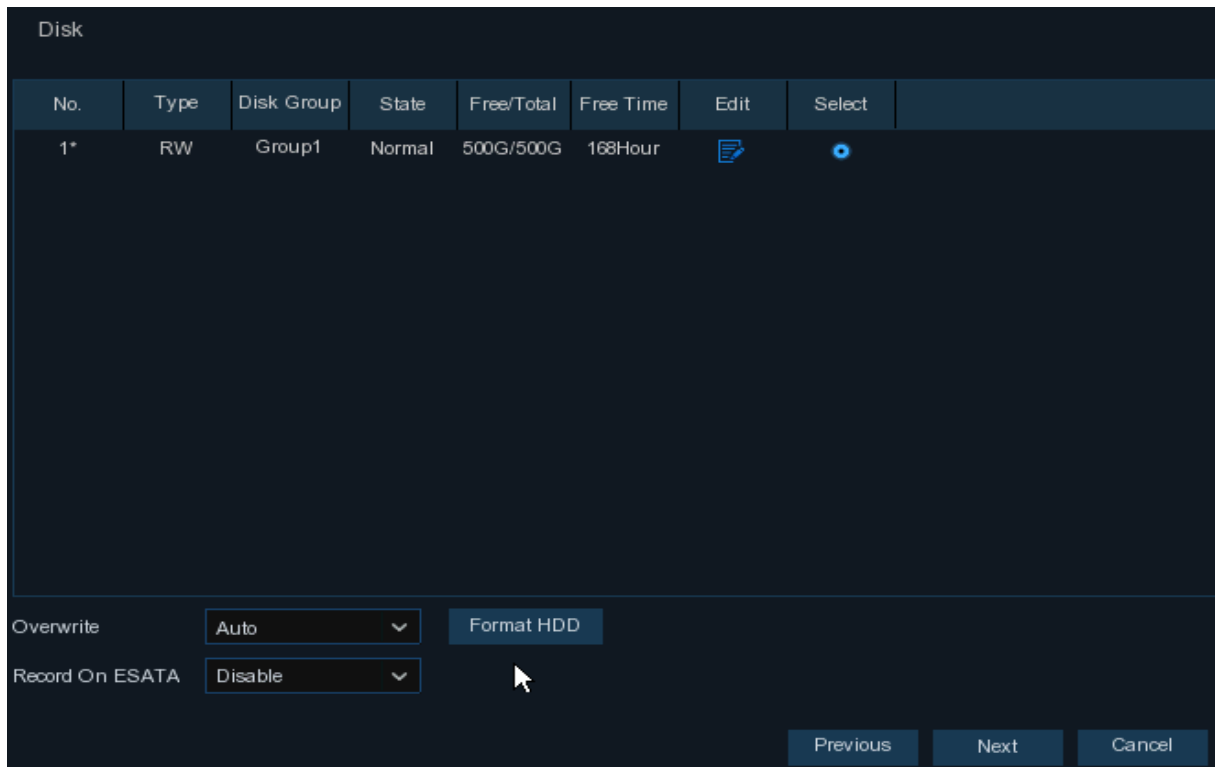 Disk
No. Type Disk Group State Free/Total Free Time Edit Select
1* RW Group1 Normal 500G/500G 168Hour
Overwrite Auto Format HDD
Record On ESATA Disable
Previous Next Cancel